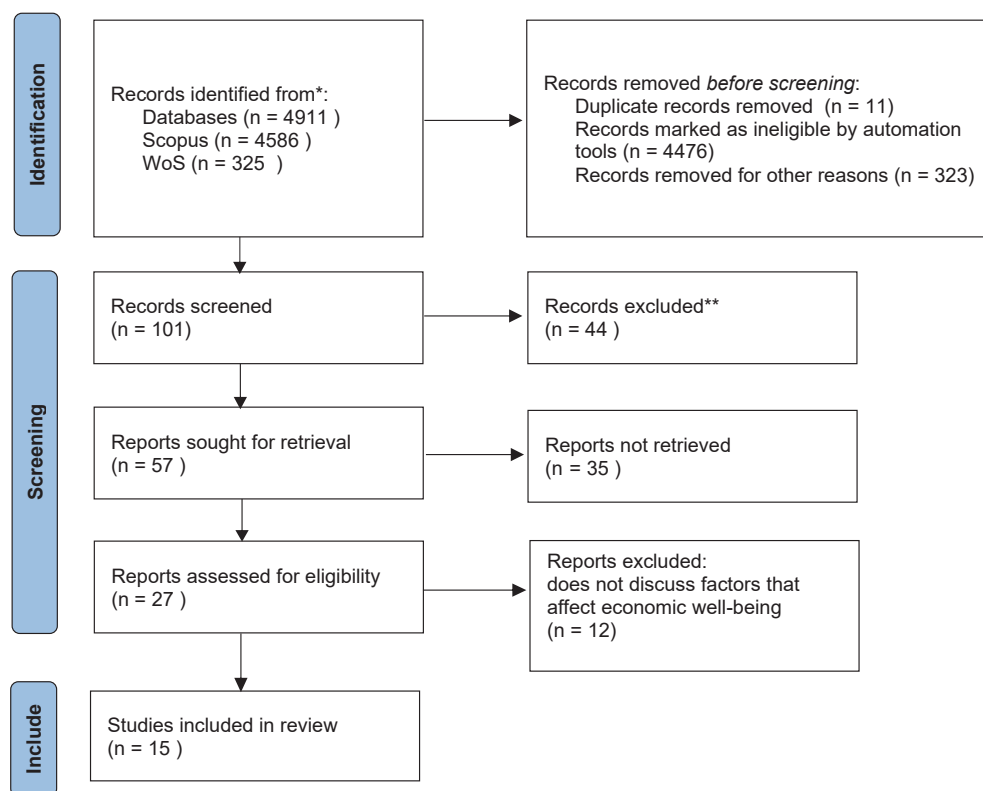 Identification
Records identified from*:
Databases (n = 4911 )
Scopus (n = 4586 )
WoS (n = 325 )
Records removed before screening:
Duplicate records removed (n = 11)
Records marked as ineligible by automation
tools (n = 4476)
Records removed for other reasons (n = 323)
Screening
Records screened
(n = 101)
Records excluded**
(n = 44 )
Reports sought for retrieval
(n = 57 )
Reports not retrieved
(n = 35 )
Reports assessed for eligibility
(n = 27 )
Reports excluded:
does not discuss factors that
affect economic well-being
(n = 12)
Include
Studies included in review
(n = 15 )